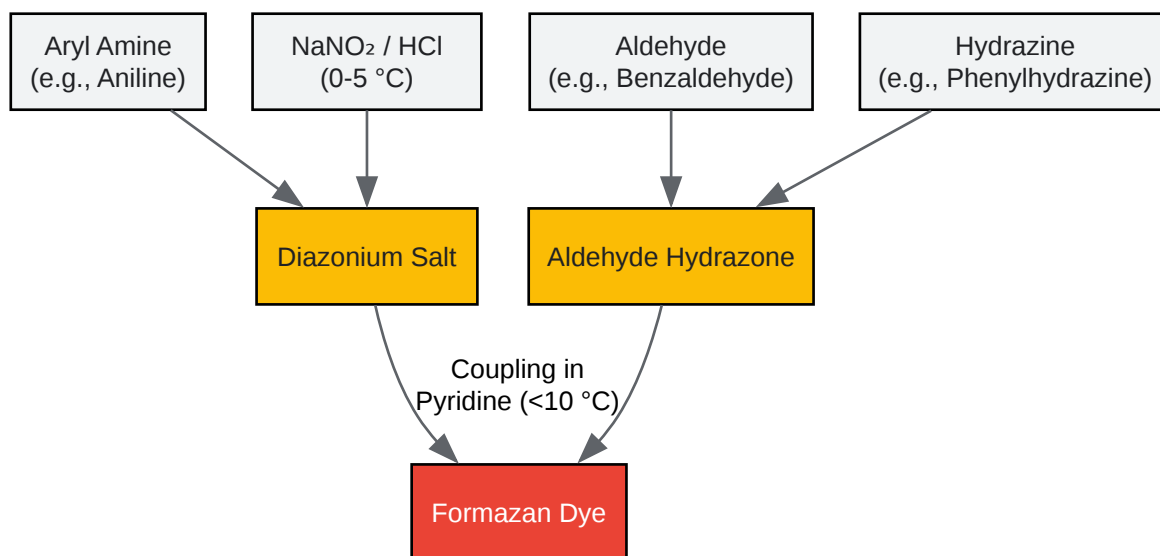 Aryl Amine
(e.g., Aniline)
NaNO₂ / HCl
(0-5 °C)
Aldehyde
(e.g., Benzaldehyde)
Hydrazine
(e.g., Phenylhydrazine)
Diazonium Salt
Aldehyde Hydrazone
Coupling in
Pyridine (<10 °C)
Formazan Dye